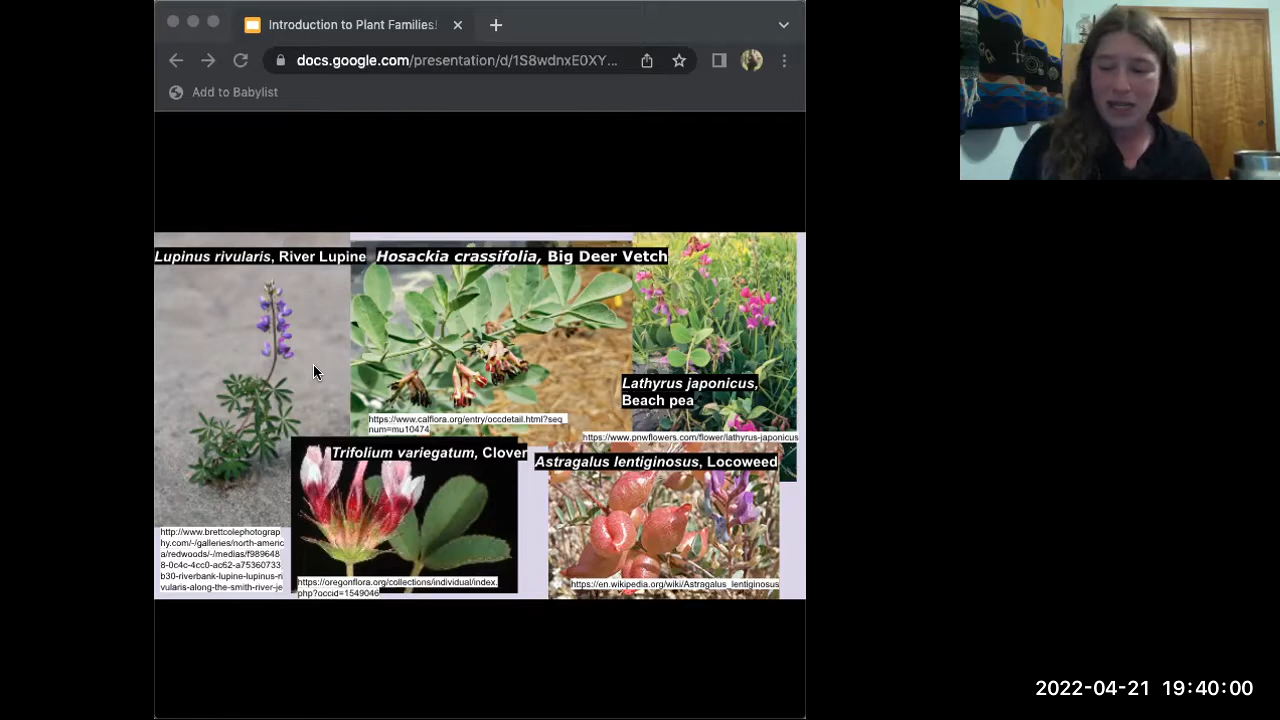 Introduction to Plant Families!
docs.google.com/presentation/d/1S8wdnxE0XY...
Add to Babylist
Lupinus rivularis, River Lupine
Hosackia crassifolia, Big Deer Vetch
Lathyrus japonicus,
Beach pea
https://www.calflora.org/entry/occdetail.html?seq_
num=mu10474
https://www.pnwflowers.com/flower/lathyrus-japonicus
Trifolium variegatum, Clover
Astragalus lentiginosus, Locoweed
http://www.brettcolephotograp
hy.com/-/galleries/north-americ
a/redwoods/-/medias/f989648
8-0c4c-4cc0-ac62-a75360733
b30-riverbank-lupine-lupinus-ri
vularis-along-the-smith-river-je
https://oregonflora.org/collections/individual/index.
php?occid=1549046
https://en.wikipedia.org/wiki/Astragalus_lentiginosus
2022-04-21 19:40:00